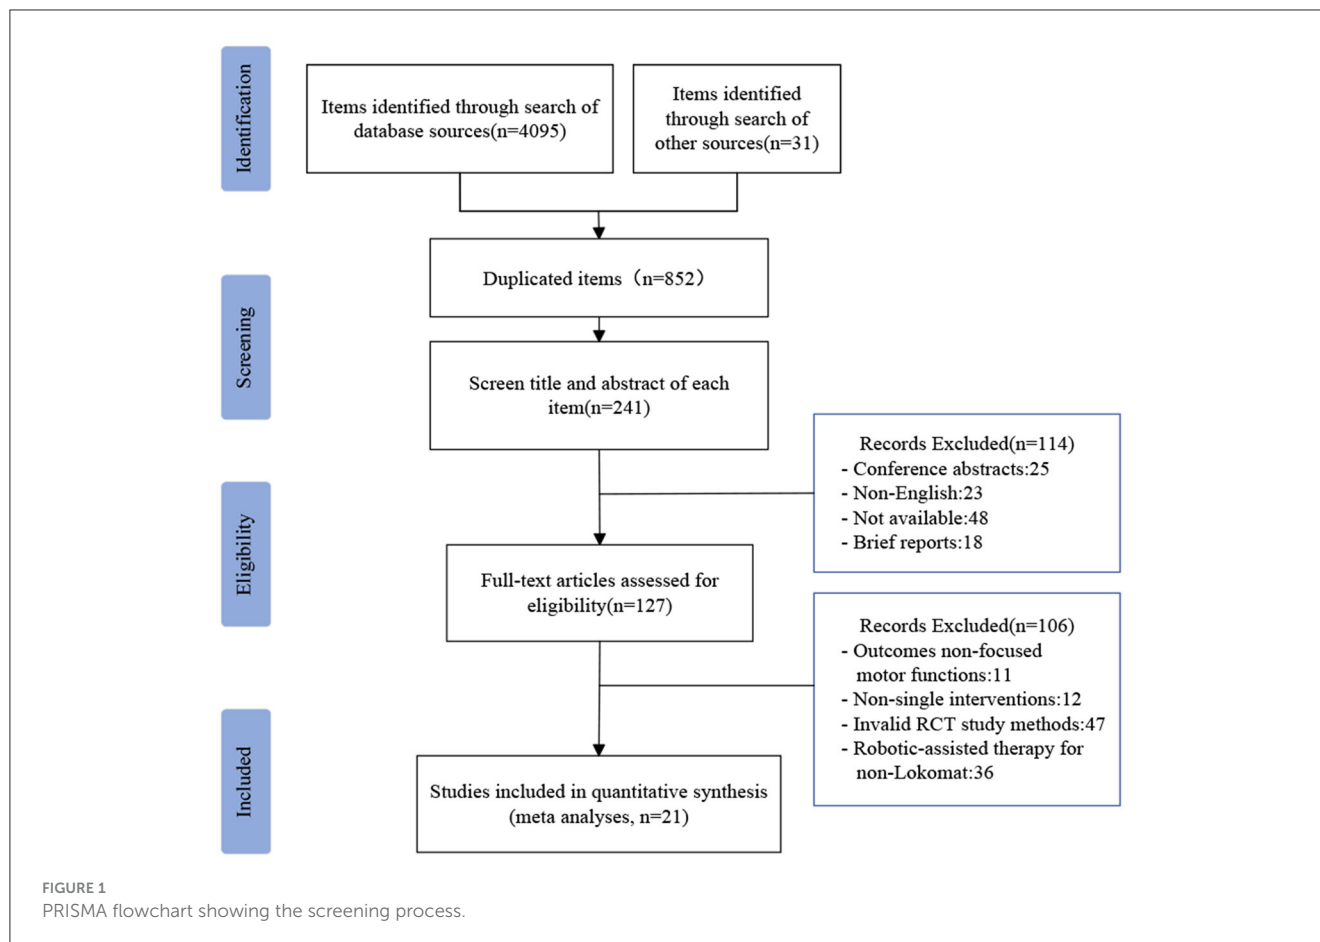 Identification
Items identified through search of
database sources(n=4095)
Items identified
through search of
other sources(n=31)
Duplicated items（n=852）
Screening
Screen title and abstract of each
item(n=241)
Records Excluded(n=114)
- Conference abstracts:25
- Non-English:23
- Not available:48
- Brief reports:18
Eligibility
Full-text articles assessed for
eligibility(n=127)
Records Excluded(n=106)
- Outcomes non-focused
motor functions:11
- Non-single interventions:12
- Invalid RCT study methods:47
- Robotic-assisted therapy for
non-Lokomat:36
Included
Studies included in quantitative synthesis
(meta analyses, n=21)
FIGURE 1
PRISMA flowchart showing the screening process.